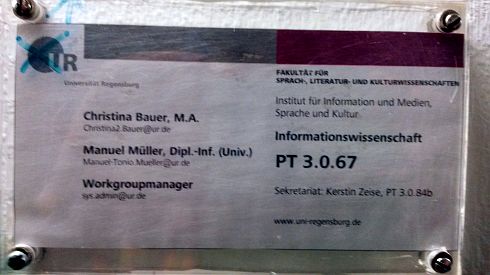 UR
Universität Regensburg
FAKULTÄT FÜR
SPRACH-, LITERATUR- UND KULTURWISSENSCHAFTEN
Institut für Information und Medien,
Sprache und Kultur
Christina Bauer, M.A.
Christina2.Bauer@ur.de
Informationswissenschaft
Manuel Müller, Dipl.-Inf. (Univ.)
Manuel-Tonio.Mueller@ur.de
PT 3.0.67
Workgroupmanager
sys.admin@ur.de
Sekretariat: Kerstin Zeise, PT 3.0.84b
www.uni-regensburg.de